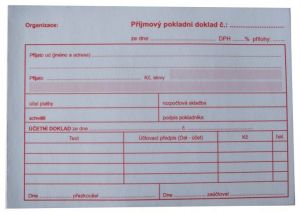 Organizace: Příjmový pokladní doklad č.:
ze dne DPH % přílohy:
Přijato od (jméno a adresa)
Přijato Kč, slovy
účel platby rozpočtová skladba
schválil podpis pokladníka
ÚČETNÍ DOKLAD ze dne č.
Text Účtovací předpis (Dal - účet) Kč hal.
Dne přezkoušel Dne zaúčtoval